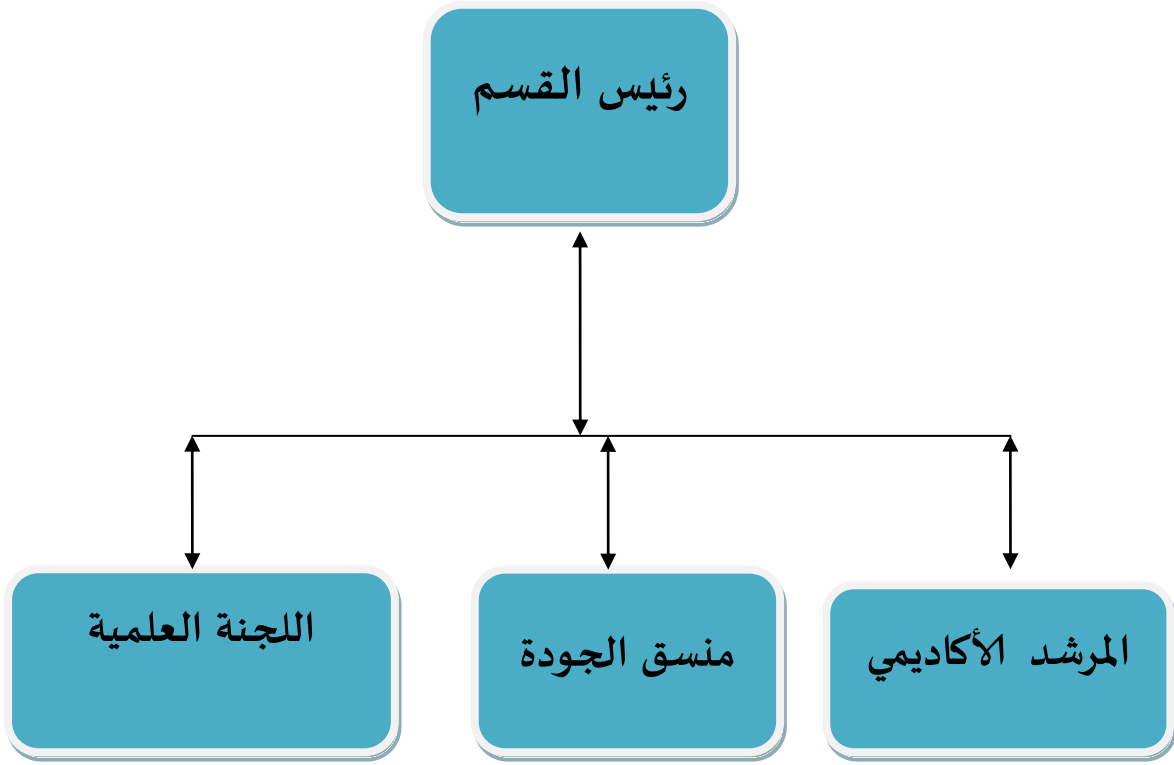 رئيس القسم
المرشد الأكاديمي
منسق الجودة
اللجنة العلمية